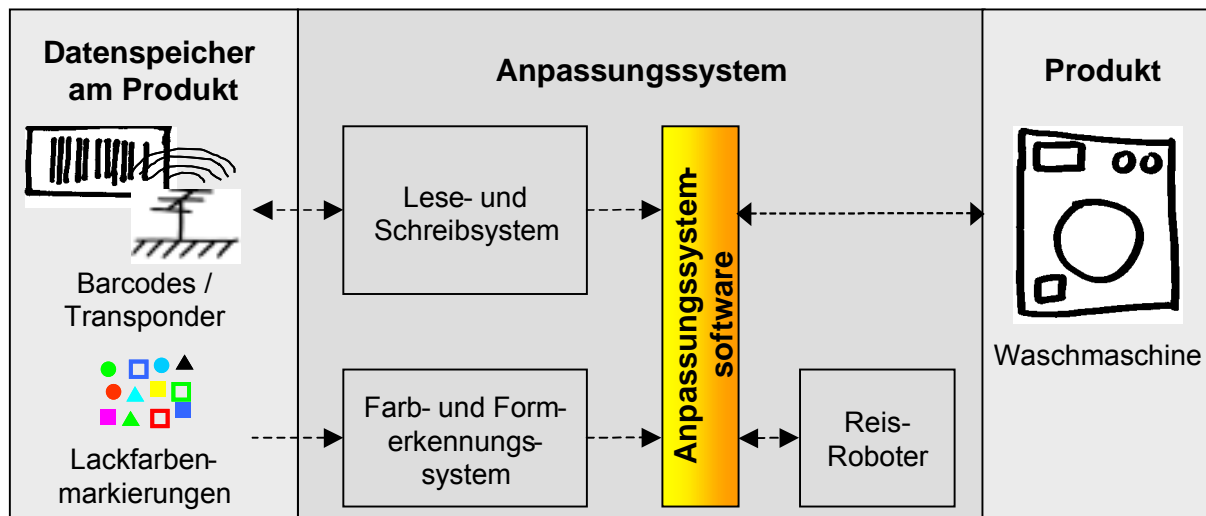 Datenspeicher
am Produkt
Barcodes /
Transponder
Lackfarben-
markierungen
Anpassungssystem
Lese- und
Schreibsystem
Farb- und Form-
erkennungs-
system
Anpassungssystem-
software
Reis-
Roboter
Produkt
Waschmaschine